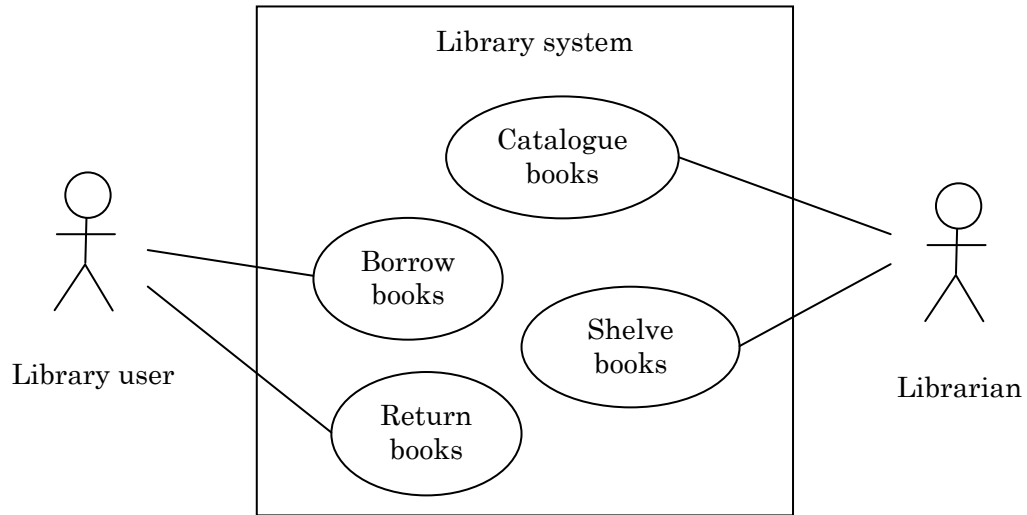 Library system
Catalogue
books
Borrow
books
Shelve
books
Library user
Librarian
Return
books